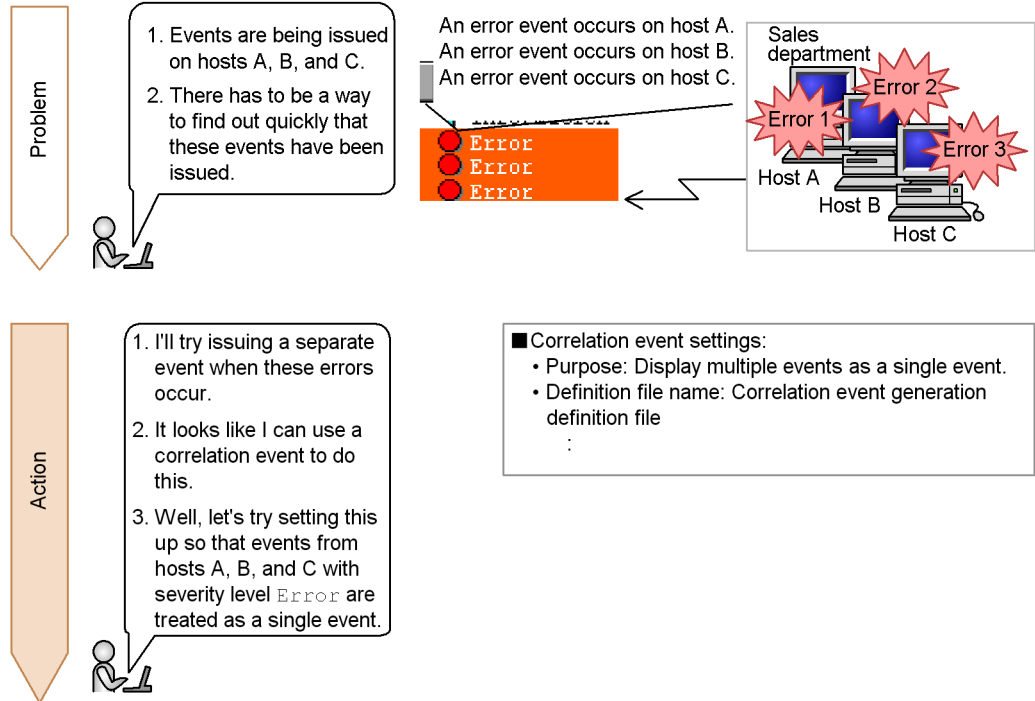 Problem
1. Events are being issued
on hosts A, B, and C.
2. There has to be a way
to find out quickly that
these events have been
issued.
An error event occurs on host A.
An error event occurs on host B.
An error event occurs on host C.
Error
Error
Error
Sales
department
Error 1
Error 2
Error 3
Host A
Host B
Host C
Action
1. I'll try issuing a separate
event when these errors
occur.
2. It looks like I can use a
correlation event to do
this.
3. Well, let's try setting this
up so that events from
hosts A, B, and C with
severity level Error are
treated as a single event.
■ Correlation event settings:
• Purpose: Display multiple events as a single event.
• Definition file name: Correlation event generation
definition file
: